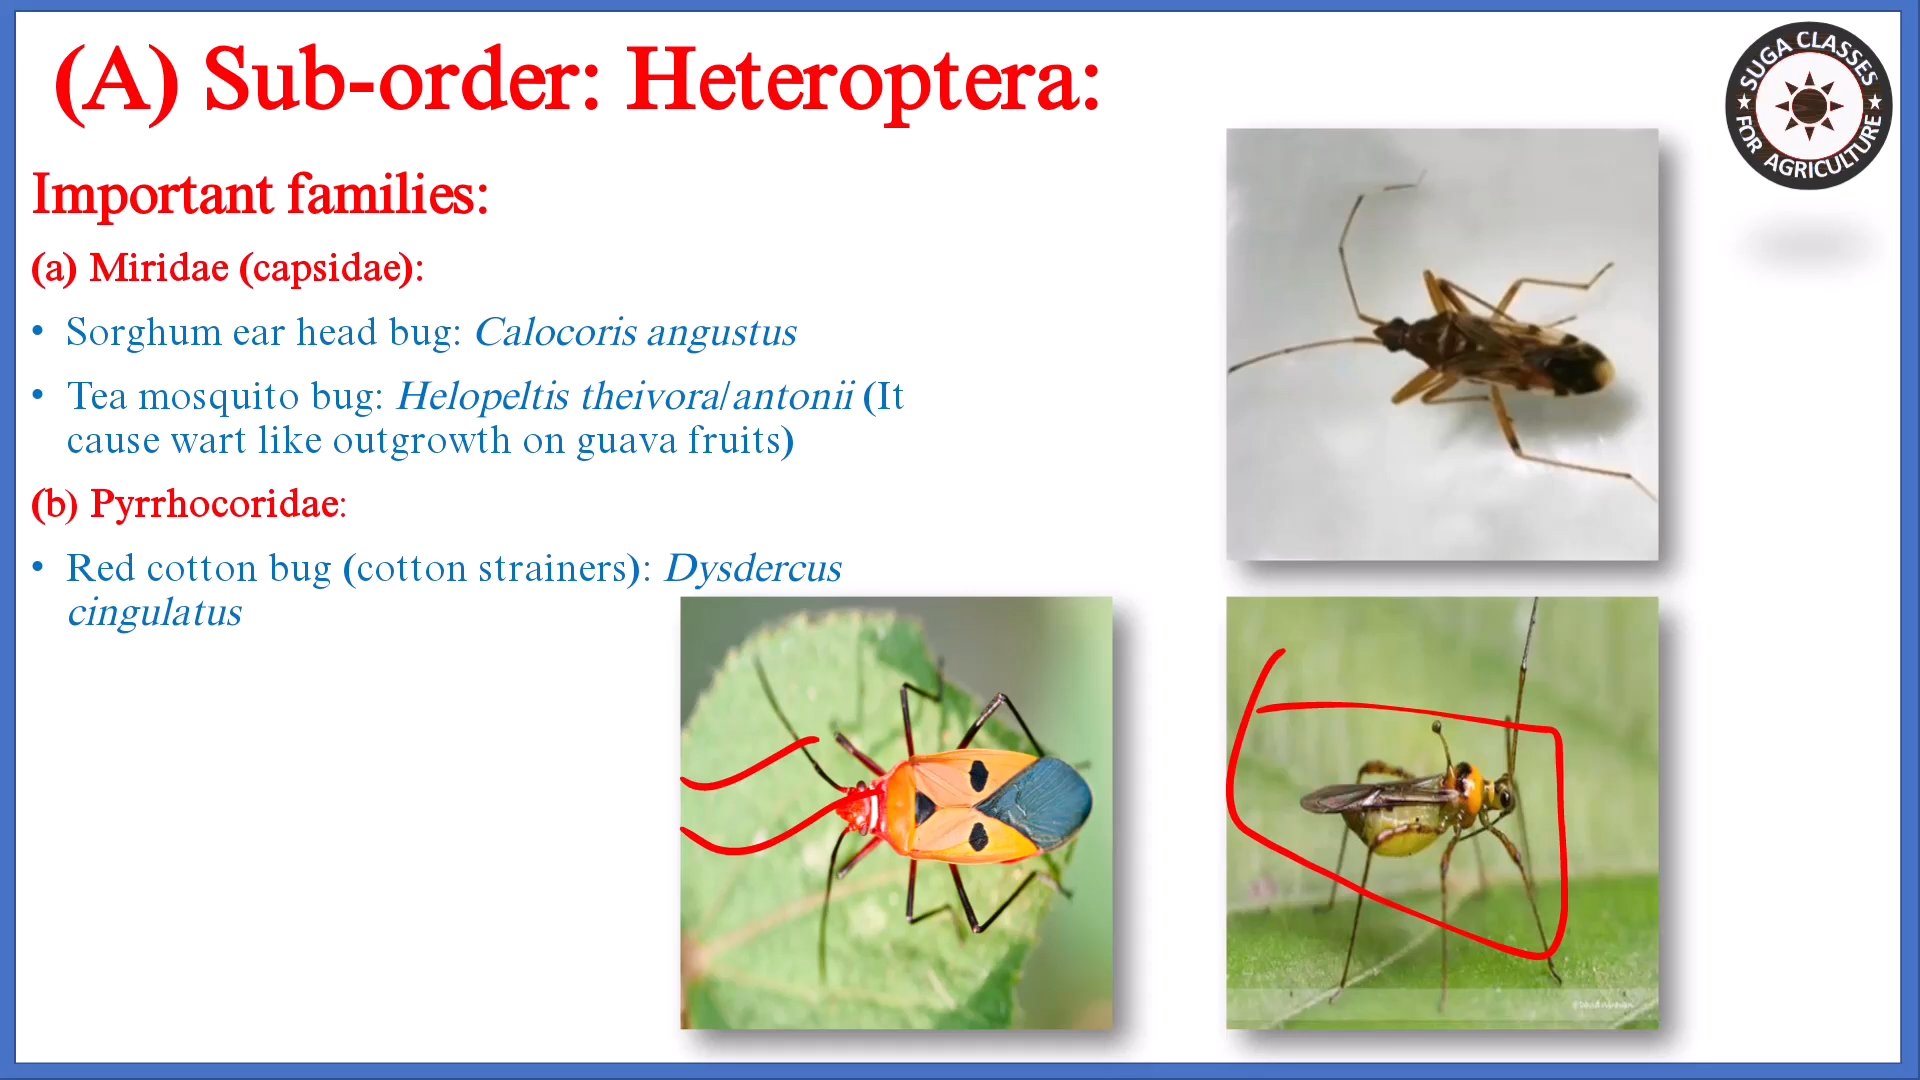 (A) Sub-order: Heteroptera:
Important families:
(a) Miridae (capsidae):
• Sorghum ear head bug: Calocoris angustus
• Tea mosquito bug: Helopeltis theivora/antonii (It
cause wart like outgrowth on guava fruits)
(b) Pyrrhocoridae:
• Red cotton bug (cotton strainers): Dysdercus
cingulatus
SUGA CLASSES
FOR AGRICULTURE